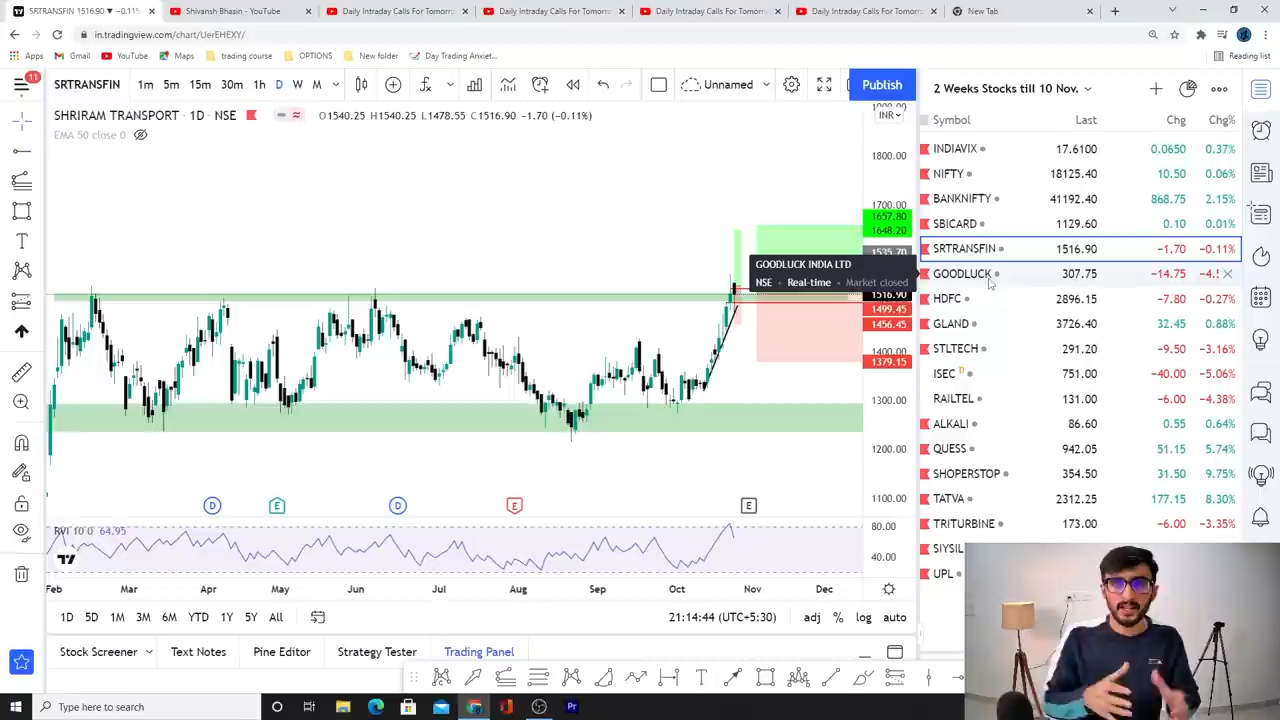 SRTRANSFIN 1516.90 ▼ −0.11%
Shivansh Bhasin - YouTube
Daily Intraday Calls For Tomorro
Daily Intraday Calls For Tomorro
Daily Intraday Calls For Tomorro
Daily Intraday Calls For Tomorro
New Tab
in.tradingview.com/chart/UerEHEXY/
Apps
Gmail
YouTube
Maps
trading course
OPTIONS
New folder
Day Trading Anxiet...
Reading list
11
SRTRANSFIN
1m 5m 15m 30m 1h D W M
Unnamed
Publish
2 Weeks Stocks till 10 Nov.
SHRIRAM TRANSPORT · 1D · NSE
O1540.25 H1540.25 L1478.55 C1516.90 −1.70 (−0.11%)
EMA 50 close 0
INR
Symbol Last Chg Chg%
INDIAVIX 17.6100 0.0650 0.37%
NIFTY 18125.40 10.50 0.06%
BANKNIFTY 41192.40 868.75 2.15%
SBICARD 1129.60 0.10 0.01%
SRTRANSFIN 1516.90 −1.70 −0.11%
GOODLUCK 307.75 −14.75
HDFC 2896.15 −7.80 −0.27%
GLAND 3726.40 32.45 0.88%
STLTECH 291.20 −9.50 −3.16%
ISEC D 751.00 −40.00 −5.06%
RAILTEL 131.00 −6.00 −4.38%
ALKALI 86.60 0.55 0.64%
QUESS 942.05 51.15 5.74%
SHOPERSTOP 354.50 31.50 9.75%
TATVA 2312.25 177.15 8.30%
TRITURBINE 173.00 −6.00 −3.35%
SIYSIL
UPL
1800.00
1700.00
1657.80
1648.20
1535.70
1516.90
1499.45
1456.45
1400.00
1379.15
1300.00
1200.00
1100.00
80.00
40.00
GOODLUCK INDIA LTD
NSE • Real-time • Market closed
D
E
D
E
E
RVI 10 0 64.95
Feb Mar Apr May Jun Jul Aug Sep Oct Nov Dec
1D 5D 1M 3M 6M YTD 1Y 5Y All
21:14:44 (UTC+5:30)
adj % log auto
Stock Screener
Text Notes
Pine Editor
Strategy Tester
Trading Panel
Type here to search
Pr